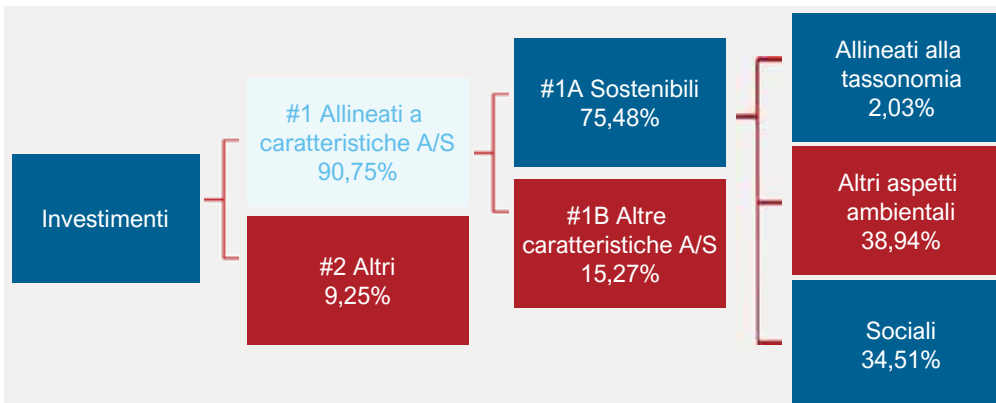 Investimenti
#1 Allineati a
caratteristiche A/S
90,75%
#2 Altri
9,25%
#1A Sostenibili
75,48%
#1B Altre
caratteristiche A/S
15,27%
Allineati alla
tassonomia
2,03%
Altri aspetti
ambientali
38,94%
Sociali
34,51%